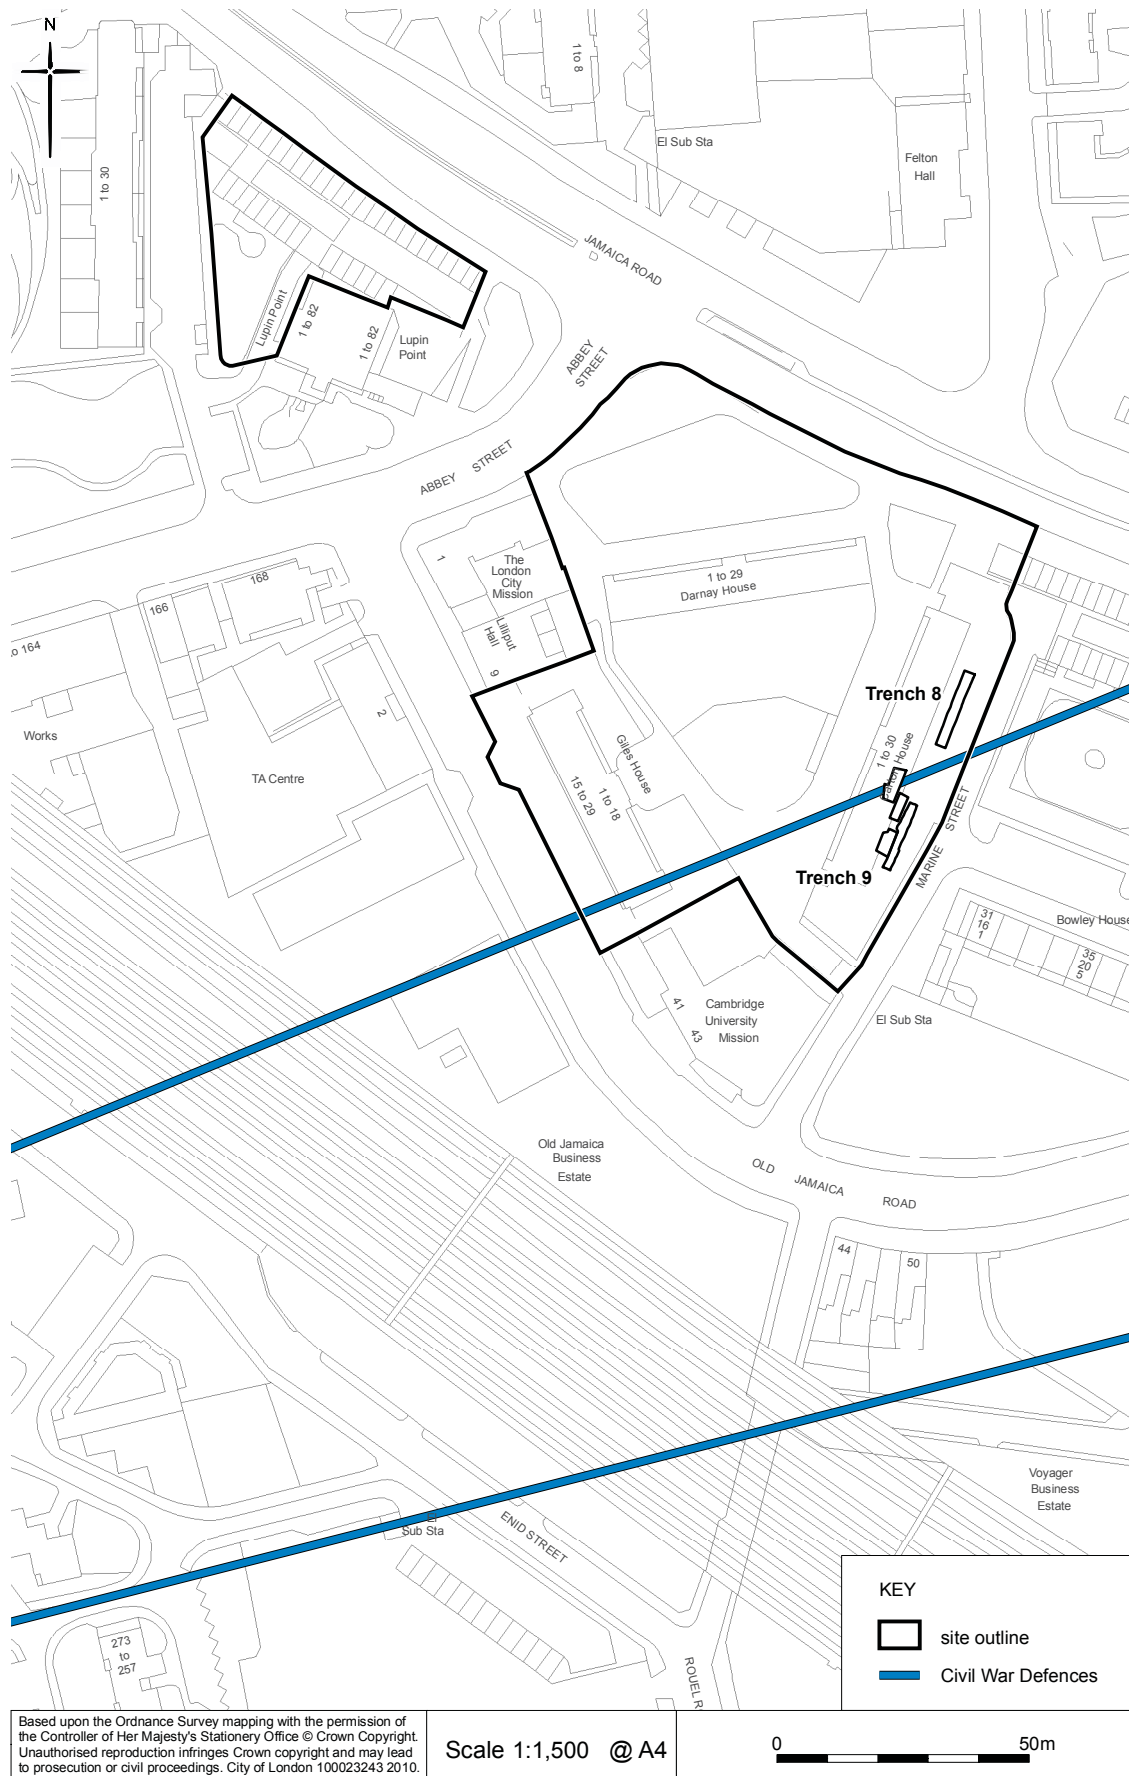 N
1 to 8
El Sub Sta
Felton
Hall
1 to 30
JAMAICA ROAD
Lupin Point
1 to 82
1 to 82
Lupin
Point
ABBEY
STREET
ABBEY STREET
1
The
London
City
Mission
Lilliput
Hall
9
1 to 29
Darnay House
168
166
to 164
Works
2
TA Centre
Trench 8
1 to 30
House
Giles House
15 to 29
1 to 18
Trench 9
MARINE STREET
31
16
1
Bowley House
35
20
5
41
43
Cambridge
University
Mission
El Sub Sta
Old Jamaica
Business
Estate
OLD JAMAICA ROAD
44
50
Voyager
Business
Estate
El
Sub Sta
ENID STREET
273
to
257
ROUEL R
KEY
site outline
Civil War Defences
Based upon the Ordnance Survey mapping with the permission of
the Controller of Her Majesty's Stationery Office © Crown Copyright.
Unauthorised reproduction infringes Crown copyright and may lead
to prosecution or civil proceedings. City of London 100023243 2010.
Scale 1:1,500 @ A4
0
50m